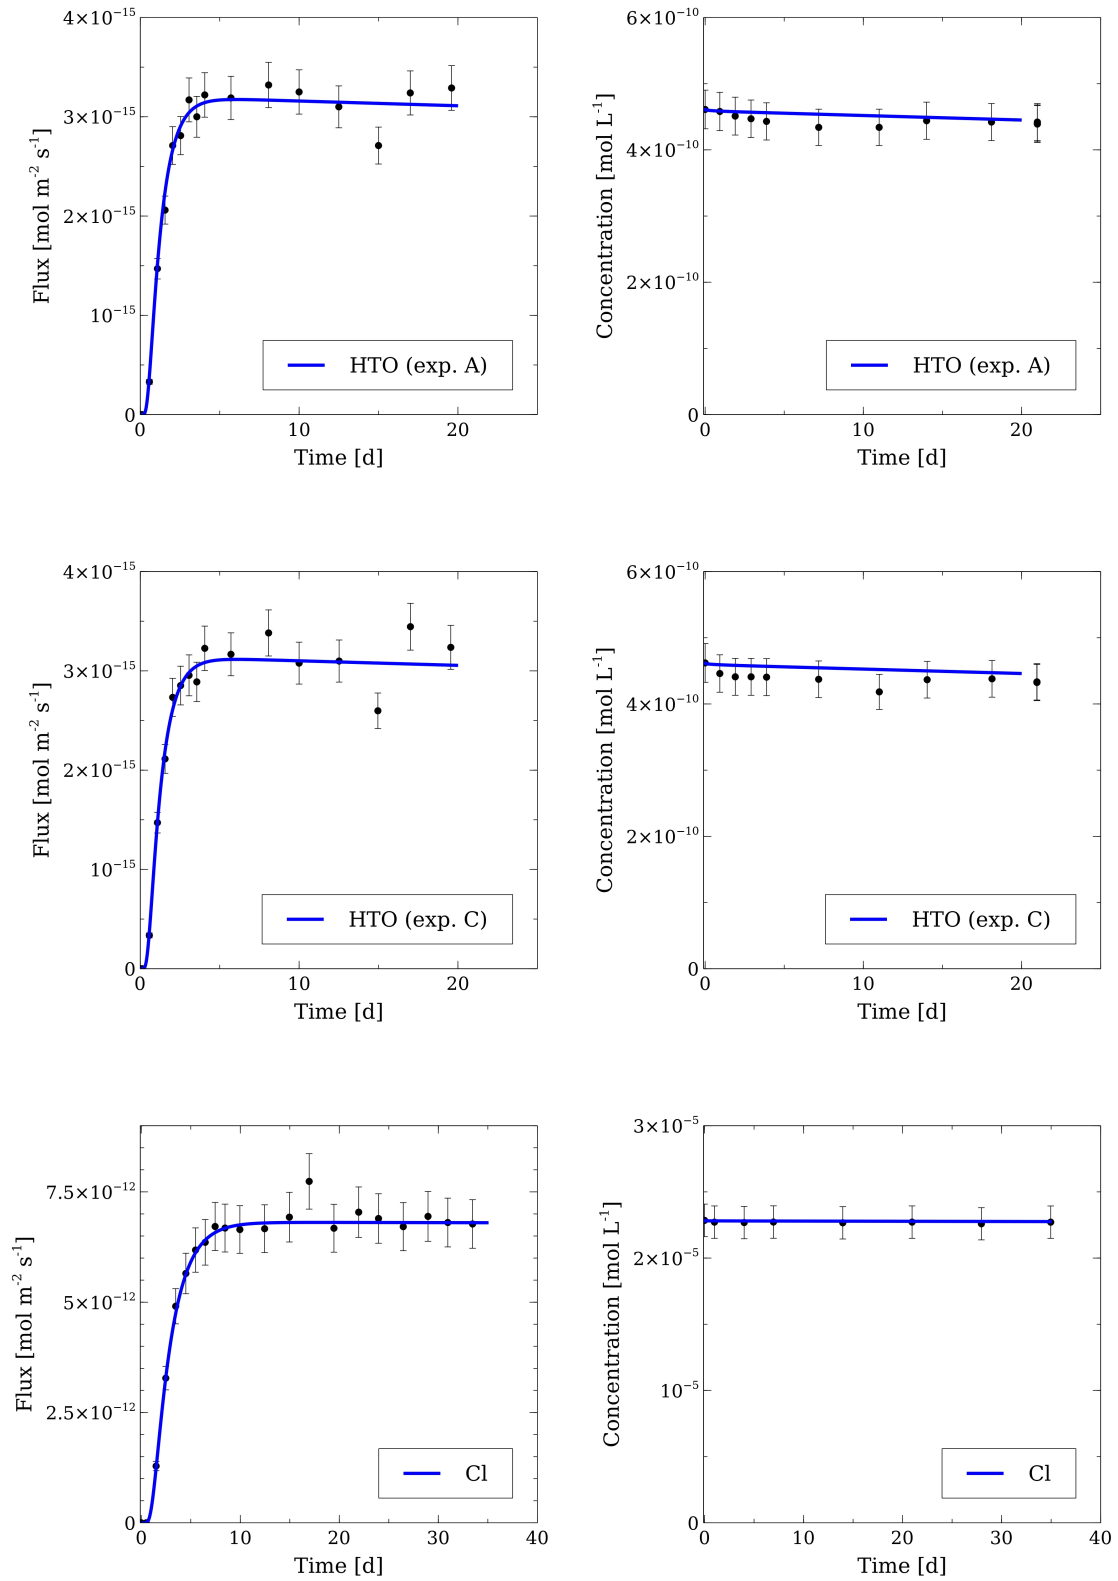 4×10⁻¹⁵
3×10⁻¹⁵
2×10⁻¹⁵
10⁻¹⁵
0
0 10 20
Time [d]
Flux [mol m⁻² s⁻¹]
HTO (exp. A)
6×10⁻¹⁰
4×10⁻¹⁰
2×10⁻¹⁰
0
0 10 20
Time [d]
Concentration [mol L⁻¹]
HTO (exp. A)
4×10⁻¹⁵
3×10⁻¹⁵
2×10⁻¹⁵
10⁻¹⁵
0
0 10 20
Time [d]
Flux [mol m⁻² s⁻¹]
HTO (exp. C)
6×10⁻¹⁰
4×10⁻¹⁰
2×10⁻¹⁰
0
0 10 20
Time [d]
Concentration [mol L⁻¹]
HTO (exp. C)
7.5×10⁻¹²
5×10⁻¹²
2.5×10⁻¹²
0
0 10 20 30 40
Time [d]
Flux [mol m⁻² s⁻¹]
Cl
3×10⁻⁵
2×10⁻⁵
10⁻⁵
0
0 10 20 30 40
Time [d]
Concentration [mol L⁻¹]
Cl